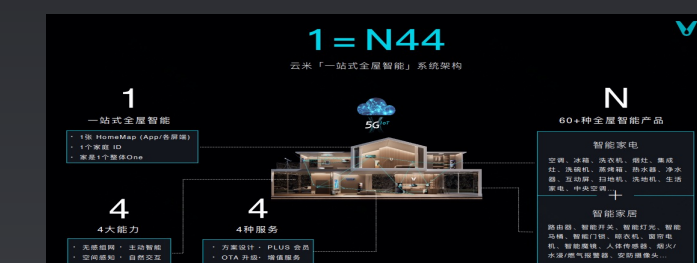 1=N44
云米「一站式全屋智能」系统架构
1
一站式全屋智能
· 1张 HomeMap (App/各屏端)
· 1个家庭 ID
· 家是1个整体One
5G IoT
N
60+种全屋智能产品
智能家电
空调、冰箱、洗衣机、烟灶、集成
灶、洗碗机、蒸烤箱、热水器、净水
器、互动屏、扫地机、洗地机、生活
家电、中央空调...
+
智能家居
路由器、智能开关、智能灯光、智能
马桶、智能门锁、晾衣机、窗帘电
机、智能魔镜、人体传感器、烟火/
水浸/燃气报警器、安防摄像头...
4
4大能力
· 无感组网 · 主动智能
· 空间感知 · 自然交互
4
4种服务
· 方案设计 · PLUS 会员
· OTA 升级 · 增值服务